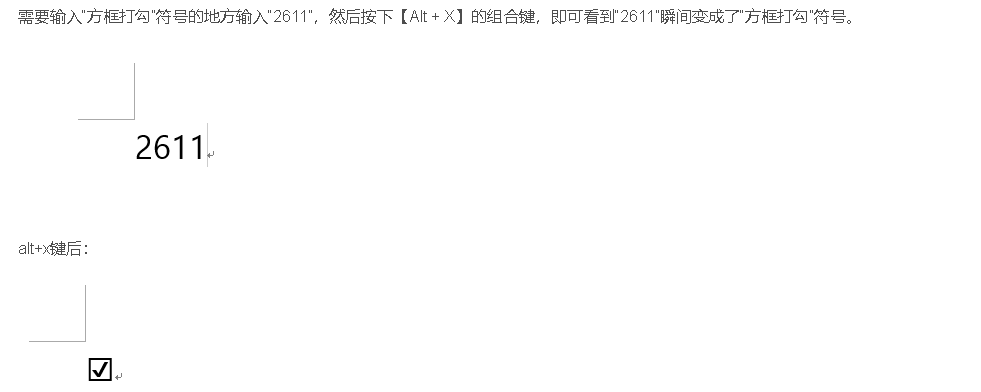 需要输入“方框打勾”符号的地方输入“2611”，然后按下【Alt + X】的组合键，即可看到“2611”瞬间变成了“方框打勾”符号。
2611↵
alt+x键后：
☑↵